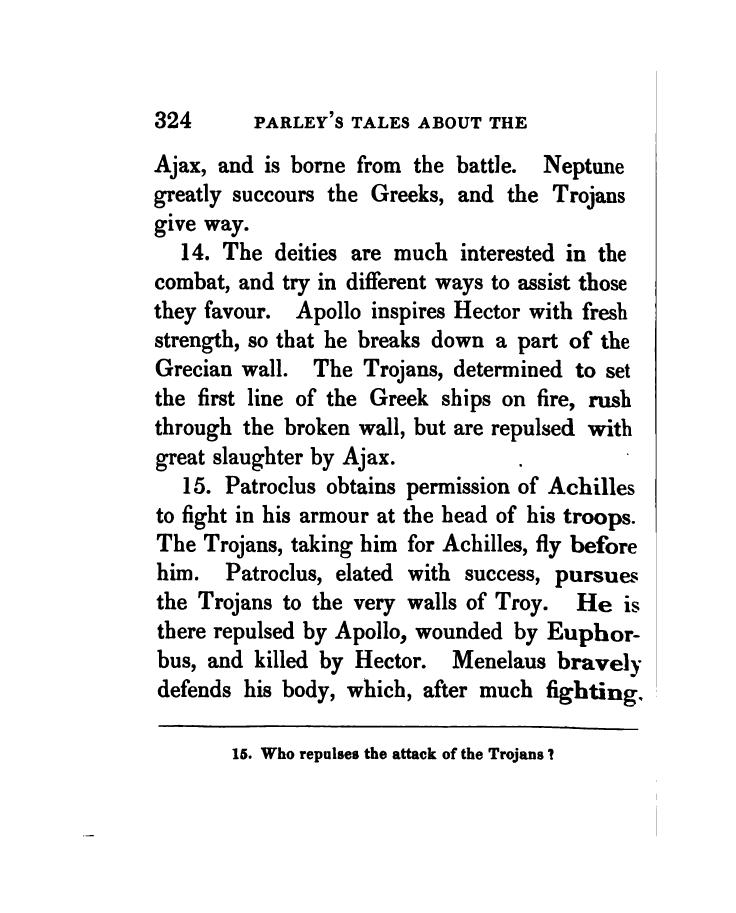 324 PARLEY'S TALES ABOUT THE
Ajax, and is borne from the battle. Neptune
greatly succours the Greeks, and the Trojans
give way.
14. The deities are much interested in the
combat, and try in different ways to assist those
they favour. Apollo inspires Hector with fresh
strength, so that he breaks down a part of the
Grecian wall. The Trojans, determined to set
the first line of the Greek ships on fire, rush
through the broken wall, but are repulsed with
great slaughter by Ajax.
15. Patroclus obtains permission of Achilles
to fight in his armour at the head of his troops.
The Trojans, taking him for Achilles, fly before
him. Patroclus, elated with success, pursues
the Trojans to the very walls of Troy. He is
there repulsed by Apollo, wounded by Euphor-
bus, and killed by Hector. Menelaus bravely
defends his body, which, after much fighting,
15. Who repulses the attack of the Trojans?